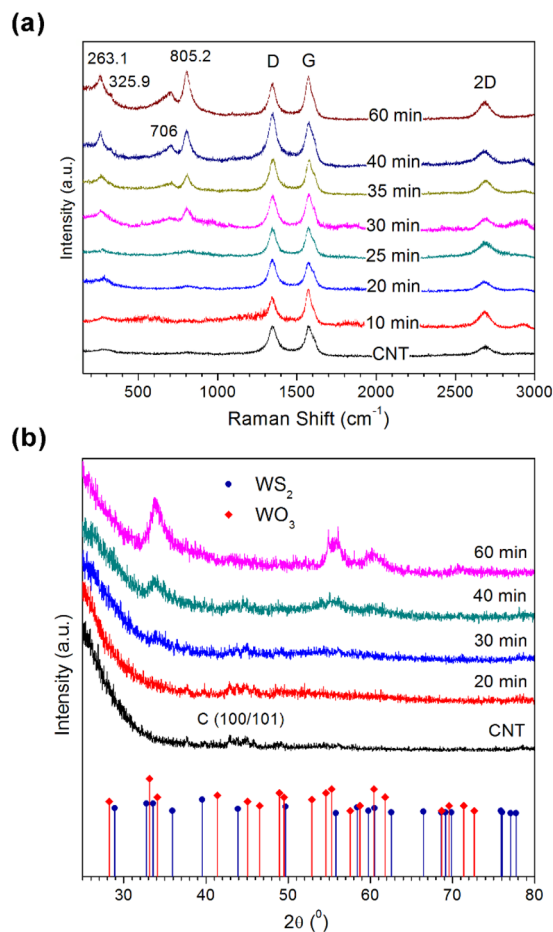 (a)
263.1
805.2
325.9
D
G
2D
60 min
706
40 min
35 min
30 min
25 min
20 min
10 min
CNT
Intensity (a.u.)
500
1000
1500
2000
2500
3000
Raman Shift (cm⁻¹)
(b)
WS₂
WO₃
60 min
40 min
30 min
20 min
C (100/101)
CNT
Intensity (a.u.)
30
40
50
60
70
80
2θ (⁰)